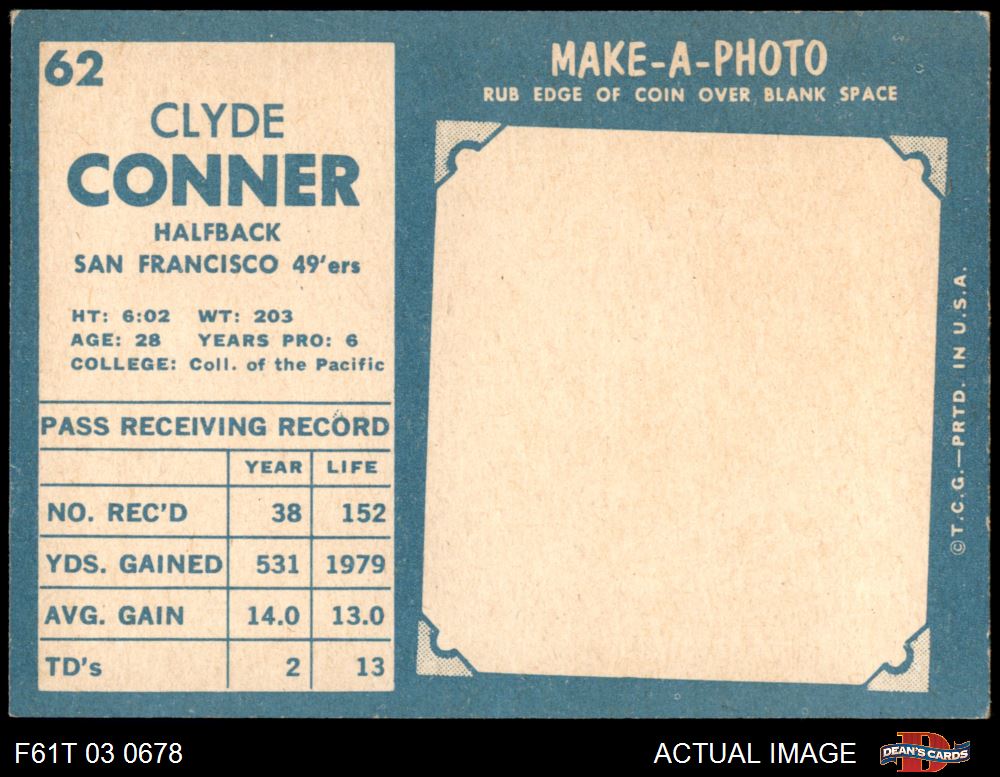 62
CLYDE
CONNER
HALFBACK
SAN FRANCISCO 49'ers
HT: 6:02 WT: 203
AGE: 28 YEARS PRO: 6
COLLEGE: Coll. of the Pacific
PASS RECEIVING RECORD
YEAR LIFE
NO. REC'D 38 152
YDS. GAINED 531 1979
AVG. GAIN 14.0 13.0
TD's 2 13
MAKE-A-PHOTO
RUB EDGE OF COIN OVER BLANK SPACE
©T.C.G.—PRTD. IN U.S.A.
F61T 03 0678
ACTUAL IMAGE
D
DEAN'S CARDS